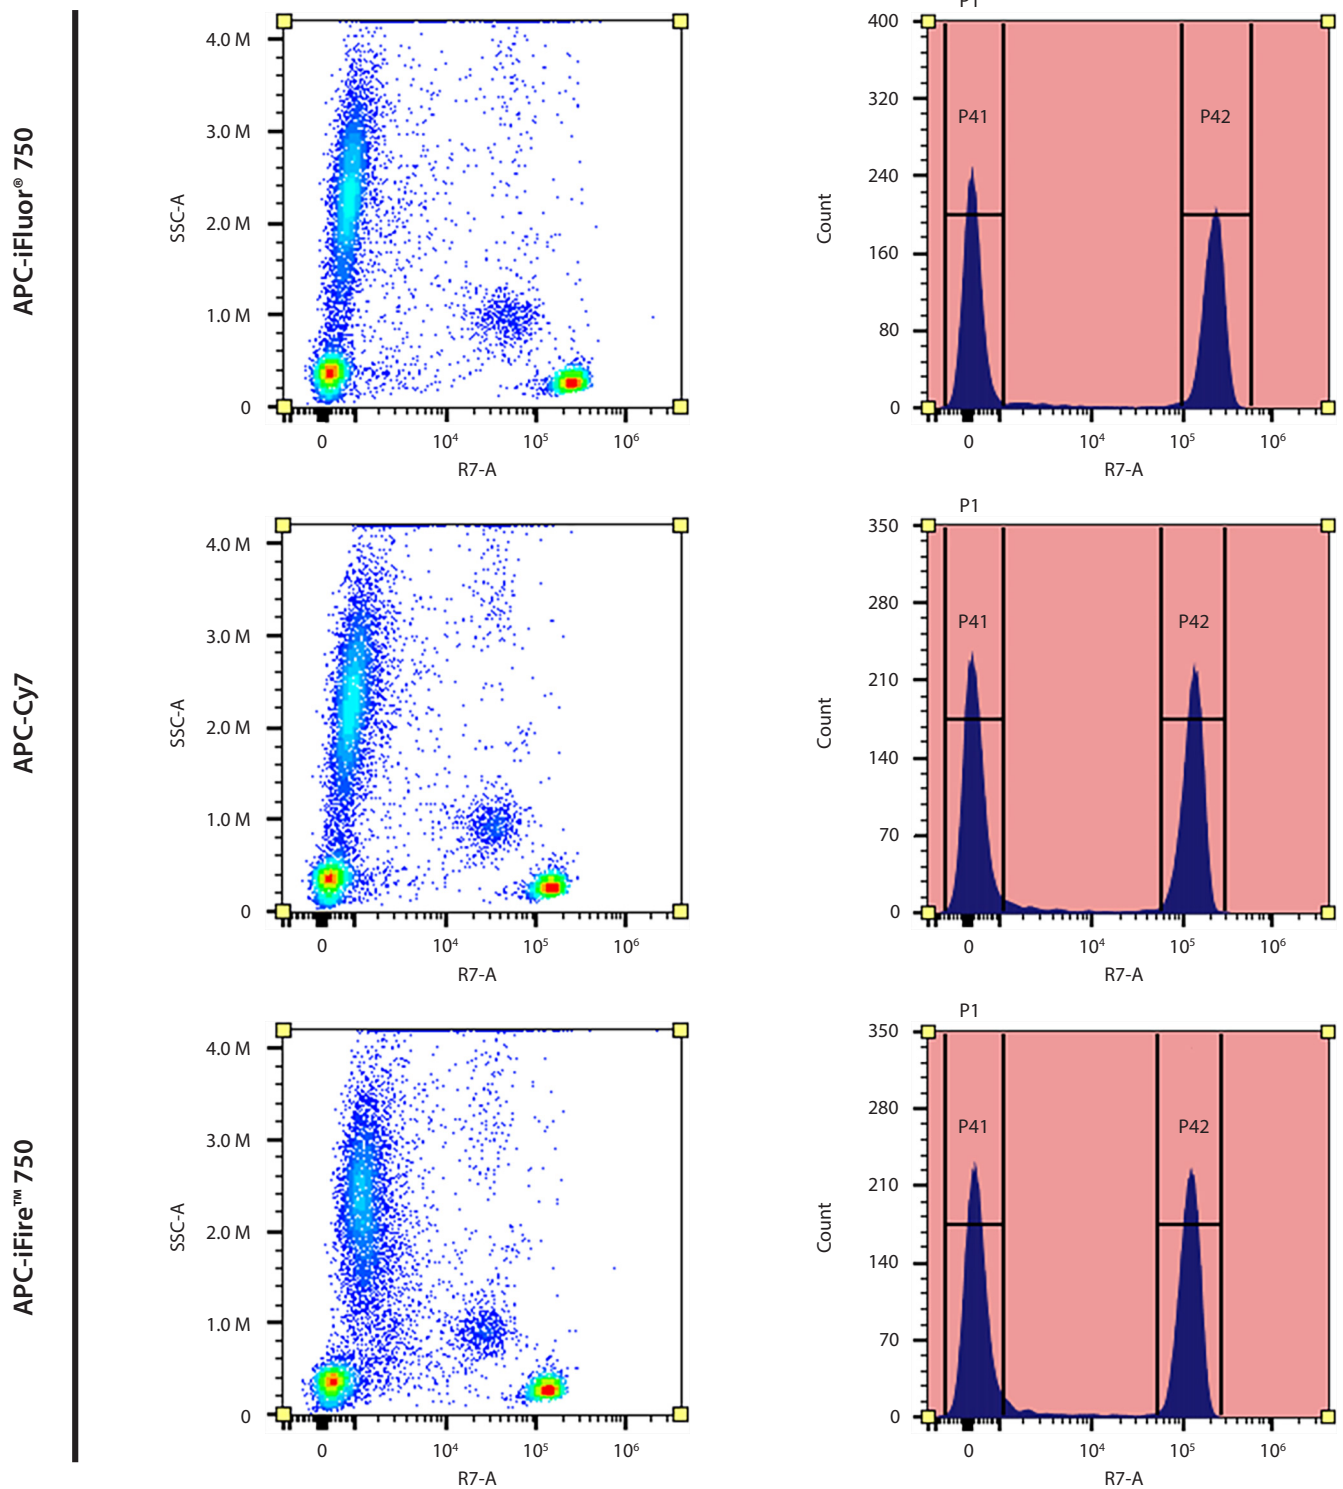 P1
APC-iFluor® 750
SSC-A
4.0 M
3.0 M
2.0 M
1.0 M
0
0
10⁴
10⁵
10⁶
R7-A
Count
400
320
240
160
80
0
P41
P42
0
10⁴
10⁵
10⁶
R7-A
APC-Cy7
SSC-A
4.0 M
3.0 M
2.0 M
1.0 M
0
0
10⁴
10⁵
10⁶
R7-A
P1
Count
350
280
210
140
70
0
P41
P42
0
10⁴
10⁵
10⁶
R7-A
APC-iFire™ 750
SSC-A
4.0 M
3.0 M
2.0 M
1.0 M
0
0
10⁴
10⁵
10⁶
R7-A
P1
Count
350
280
210
140
70
0
P41
P42
0
10⁴
10⁵
10⁶
R7-A